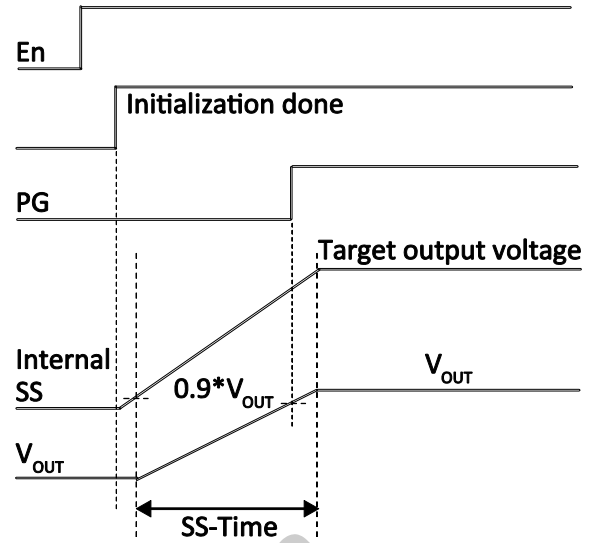 En
Initialization done
PG
Target output voltage
Internal
SS
0.9*VOUT
VOUT
VOUT
SS-Time